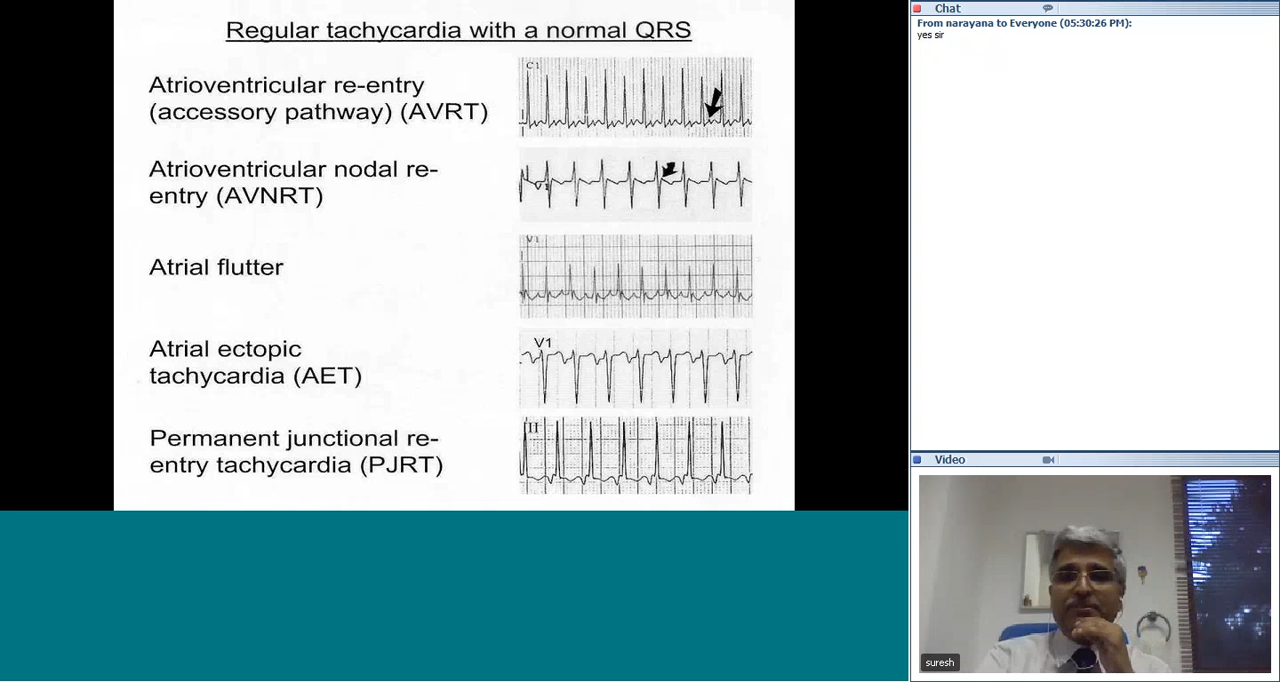 Regular tachycardia with a normal QRS
Atrioventricular re-entry
(accessory pathway) (AVRT)
C1
Atrioventricular nodal re-
entry (AVNRT)
V1
Atrial flutter
V1
Atrial ectopic
tachycardia (AET)
V1
Permanent junctional re-
entry tachycardia (PJRT)
II
Chat
From narayana to Everyone (05:30:26 PM):
yes sir
Video
suresh